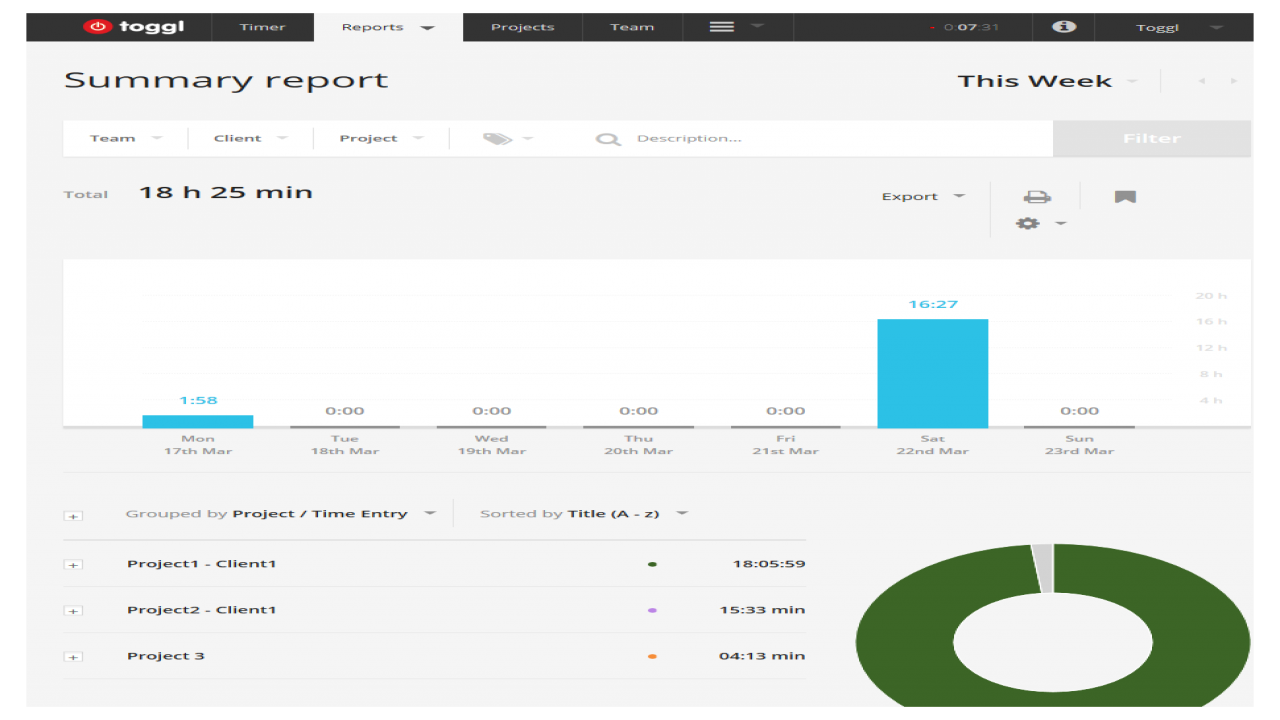 toggl Timer Reports Projects Team 0:07:31 Toggl
Summary report This Week
Team Client Project Description... Filter
Total 18 h 25 min Export
20 h
16:27
16 h
12 h
8 h
1:58 4 h
0:00 0:00 0:00 0:00 0:00
Mon Tue Wed Thu Fri Sat Sun
17th Mar 18th Mar 19th Mar 20th Mar 21st Mar 22nd Mar 23rd Mar
Grouped by Project / Time Entry Sorted by Title (A - z)
Project1 - Client1 18:05:59
Project2 - Client1 15:33 min
Project 3 04:13 min